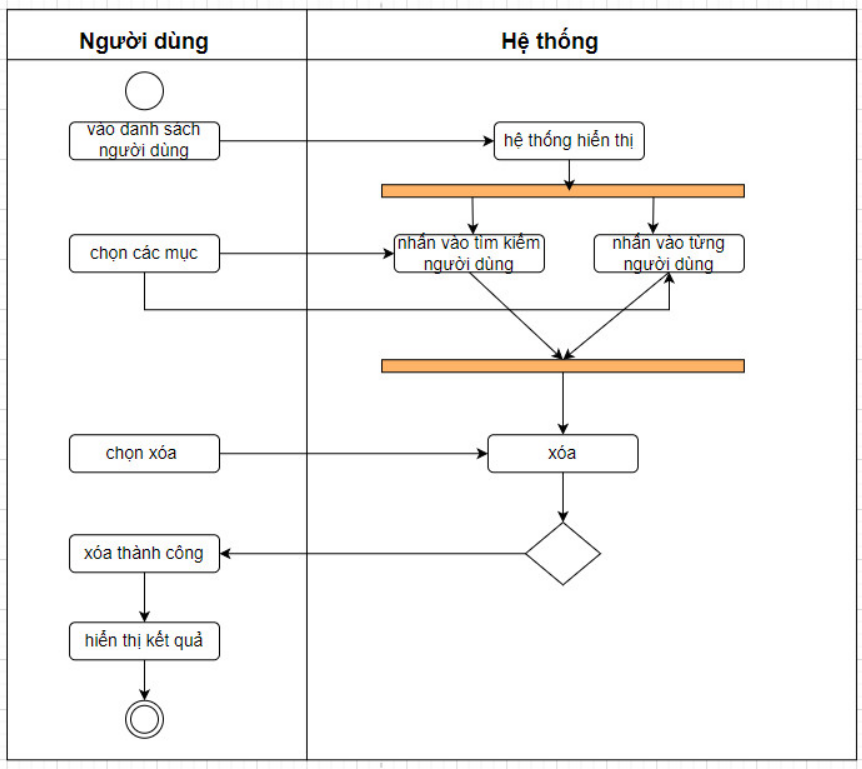 Người dùng
Hệ thống
vào danh sách
người dùng
hệ thống hiển thị
chọn các mục
nhấn vào tìm kiếm
người dùng
nhấn vào từng
người dùng
chọn xóa
xóa
xóa thành công
hiển thị kết quả